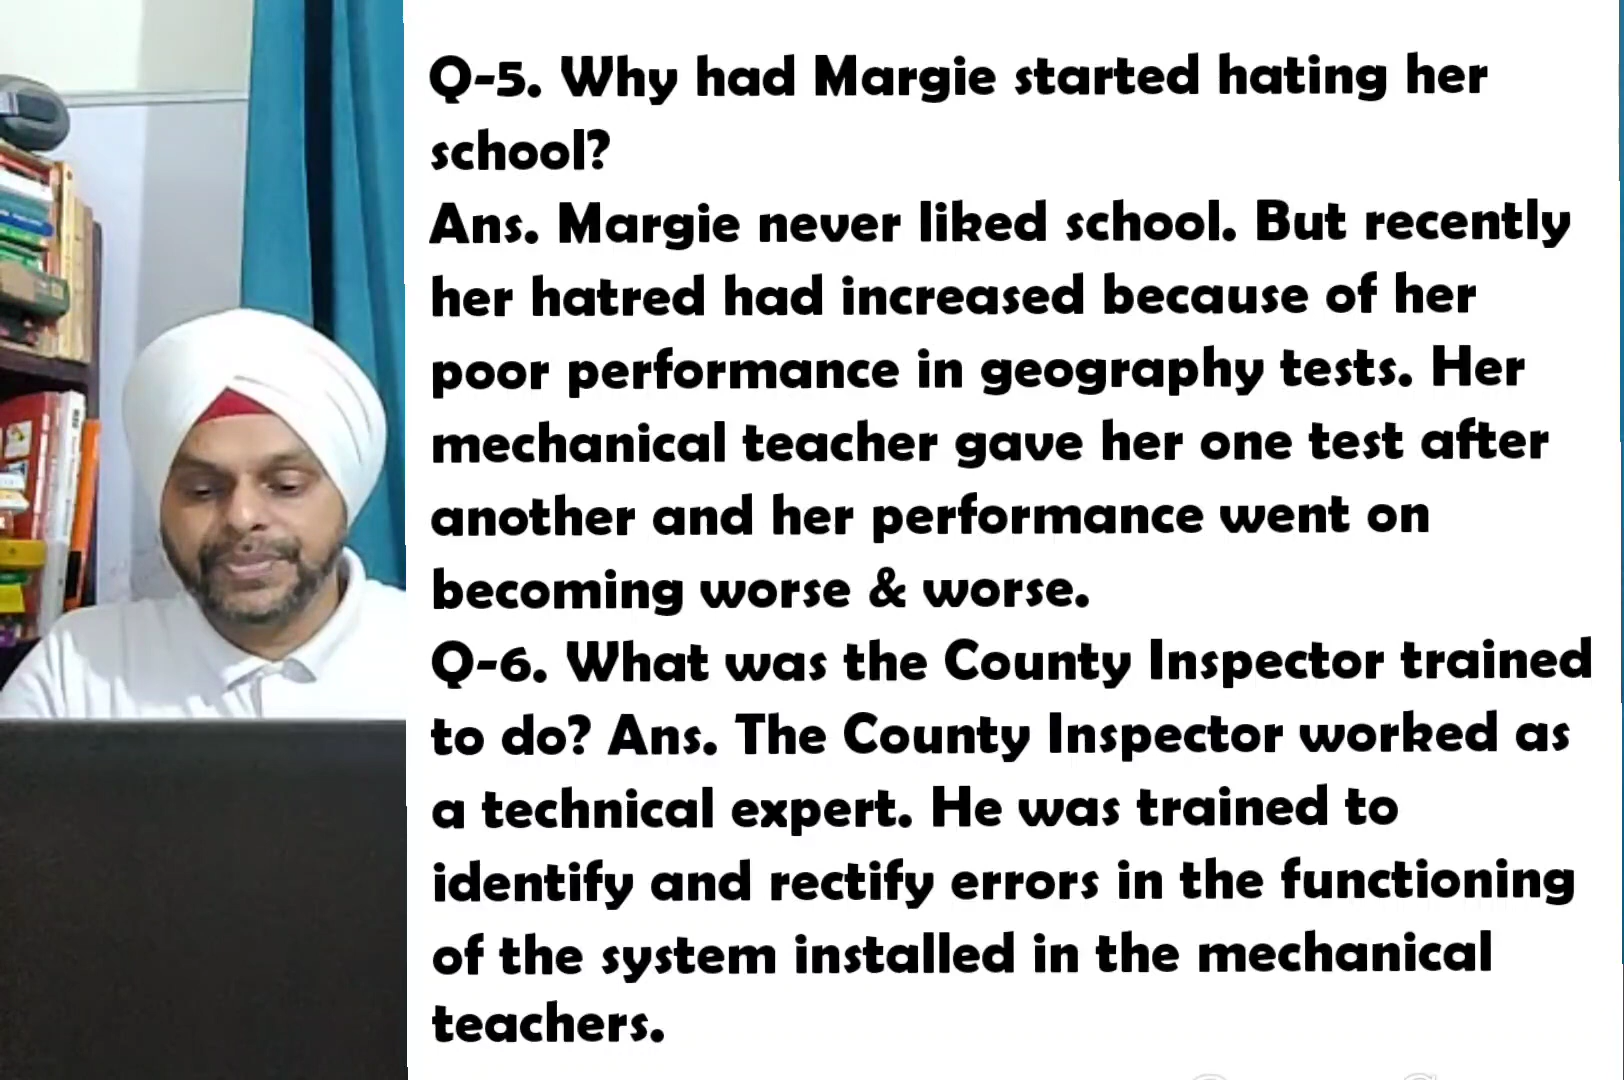 Q-5. Why had Margie started hating her
school?
Ans. Margie never liked school. But recently
her hatred had increased because of her
poor performance in geography tests. Her
mechanical teacher gave her one test after
another and her performance went on
becoming worse & worse.
Q-6. What was the County Inspector trained
to do? Ans. The County Inspector worked as
a technical expert. He was trained to
identify and rectify errors in the functioning
of the system installed in the mechanical
teachers.